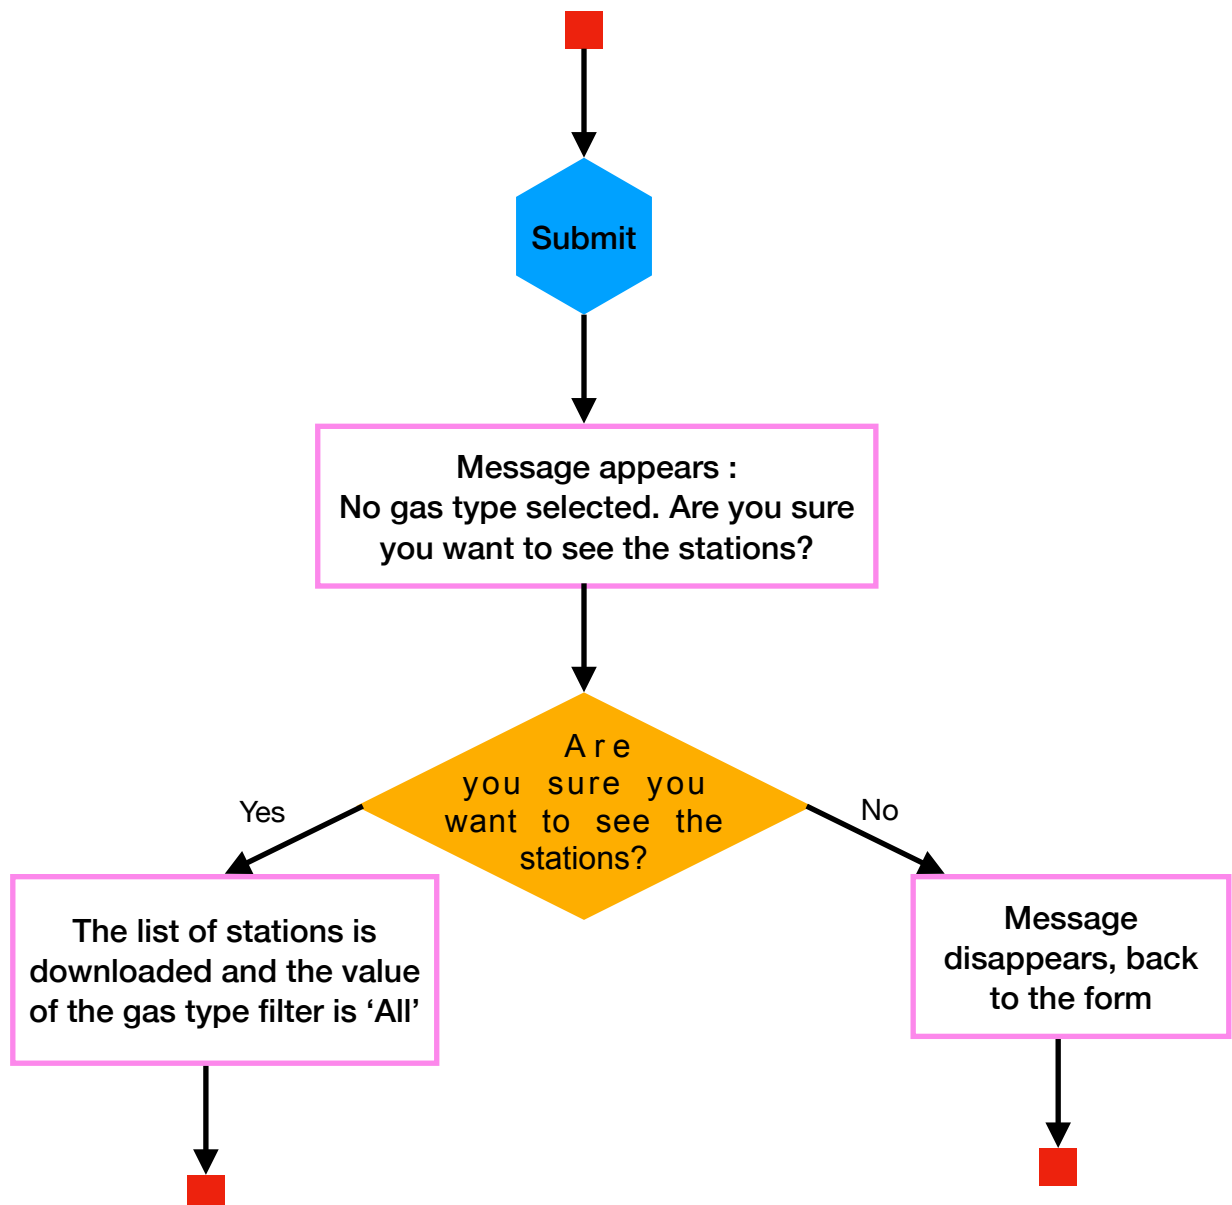 Submit
Message appears :
No gas type selected. Are you sure
you want to see the stations?
Are
you sure you
want to see the
stations?
Yes
No
The list of stations is
downloaded and the value
of the gas type filter is ‘All’
Message
disappears, back
to the form